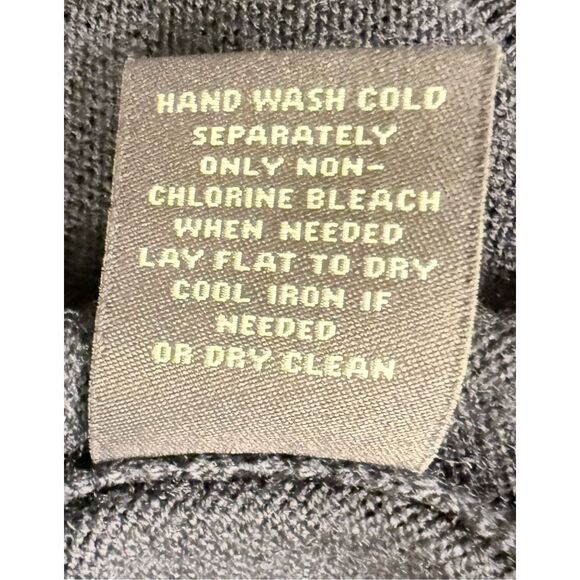 HAND WASH COLD
SEPARATELY
ONLY NON-
CHLORINE BLEACH
WHEN NEEDED
LAY FLAT TO DRY
COOL IRON IF
NEEDED
OR DRY CLEAN